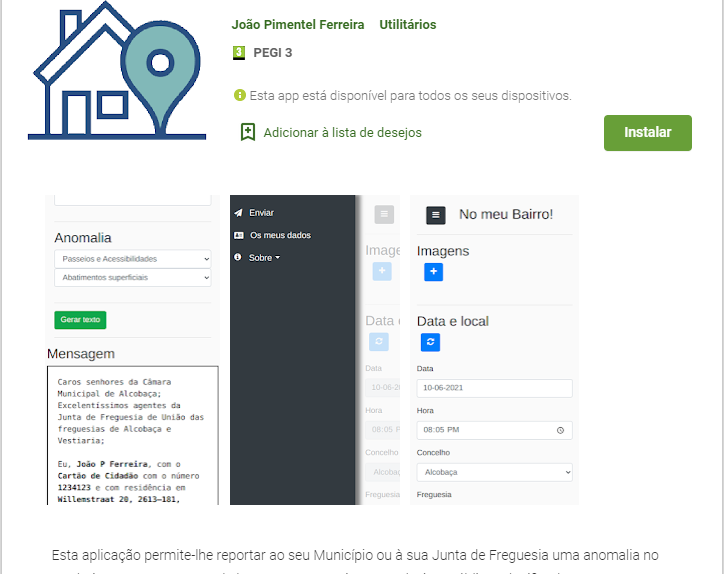 João Pimentel Ferreira Utilitários
3 PEGI 3
Esta app está disponível para todos os seus dispositivos.
Adicionar à lista de desejos
Instalar
Anomalia
Passeios e Acessibilidades
Abatimentos superficiais
Gerar texto
Mensagem
Caros senhores da Câmara
Municipal de Alcobaça;
Excelentíssimos agentes da
Junta de Freguesia de União das
freguesias de Alcobaça e
Vestiaria;
Eu, João P Ferreira, com o
Cartão de Cidadão com o número
1234123 e com residência em
Willemstraat 20, 2613–181,
Enviar
Os meus dados
Sobre
Image
Data e
Data
10-06-2
08:05 P
Hora
Concelho
Alcobaç
Freguesia
No meu Bairro!
Imagens
Data e local
Data
10-06-2021
Hora
08:05 PM
Concelho
Alcobaça
Freguesia
Esta aplicação permite-lhe reportar ao seu Município ou à sua Junta de Freguesia uma anomalia no